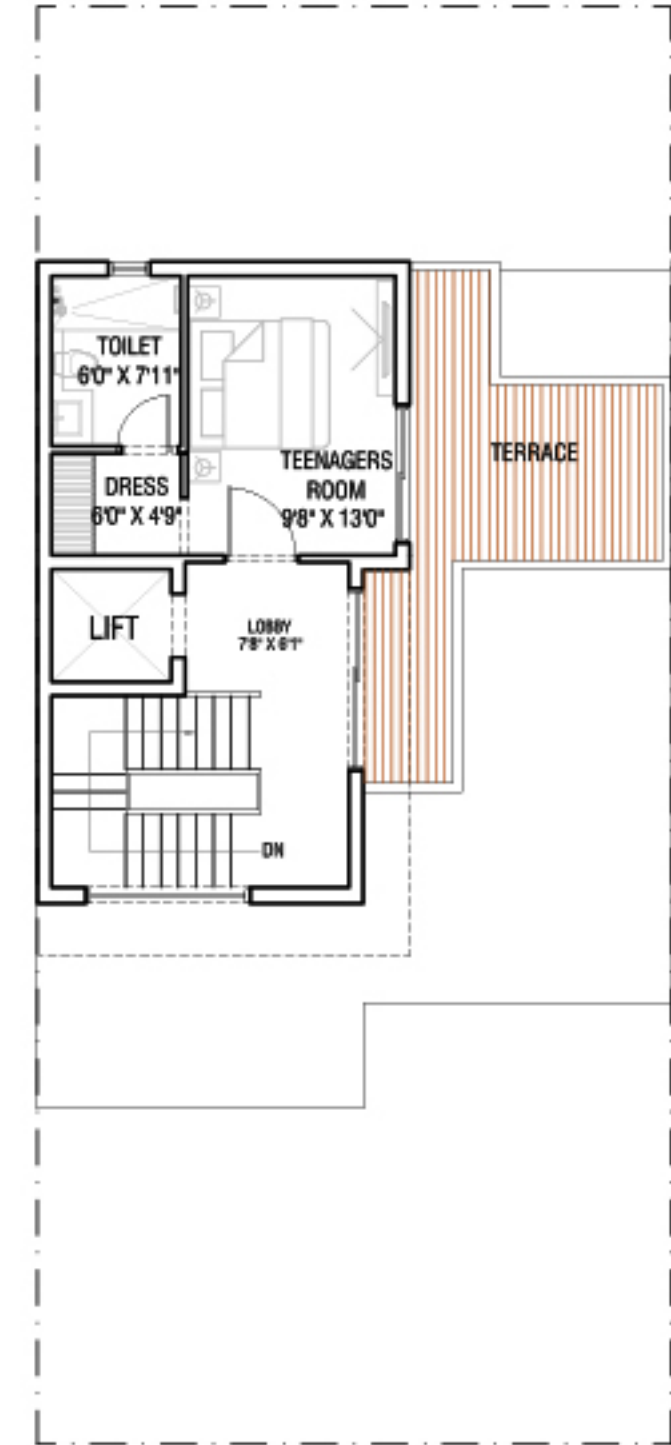 TOILET
6'0" X 7'11"
DRESS
6'0" X 4'9"
TEENAGERS
ROOM
9'8" X 13'0"
TERRACE
LIFT
LOBBY
7'8" X 6'1"
DN